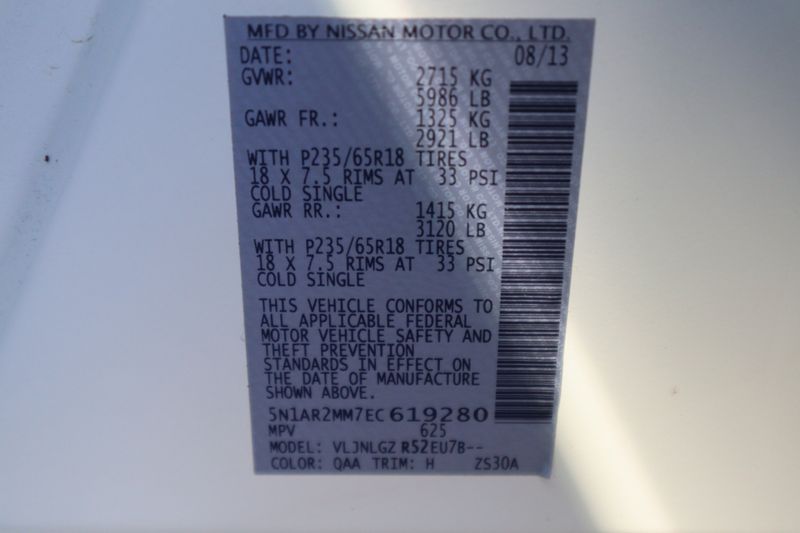 MFD BY NISSAN MOTOR CO., LTD.
DATE: 08/13
GVWR: 2715 KG
5986 LB
GAWR FR.: 1325 KG
2921 LB
WITH P235/65R18 TIRES
18 X 7.5 RIMS AT 33 PSI
COLD SINGLE
GAWR RR.: 1415 KG
3120 LB
WITH P235/65R18 TIRES
18 X 7.5 RIMS AT 33 PSI
COLD SINGLE
THIS VEHICLE CONFORMS TO
ALL APPLICABLE FEDERAL
MOTOR VEHICLE SAFETY AND
THEFT PREVENTION
STANDARDS IN EFFECT ON
THE DATE OF MANUFACTURE
SHOWN ABOVE.
5N1AR2MM7EC619280
MPV 625
MODEL: VLJNLGZ R52EU7B--
COLOR: QAA TRIM: H ZS30A